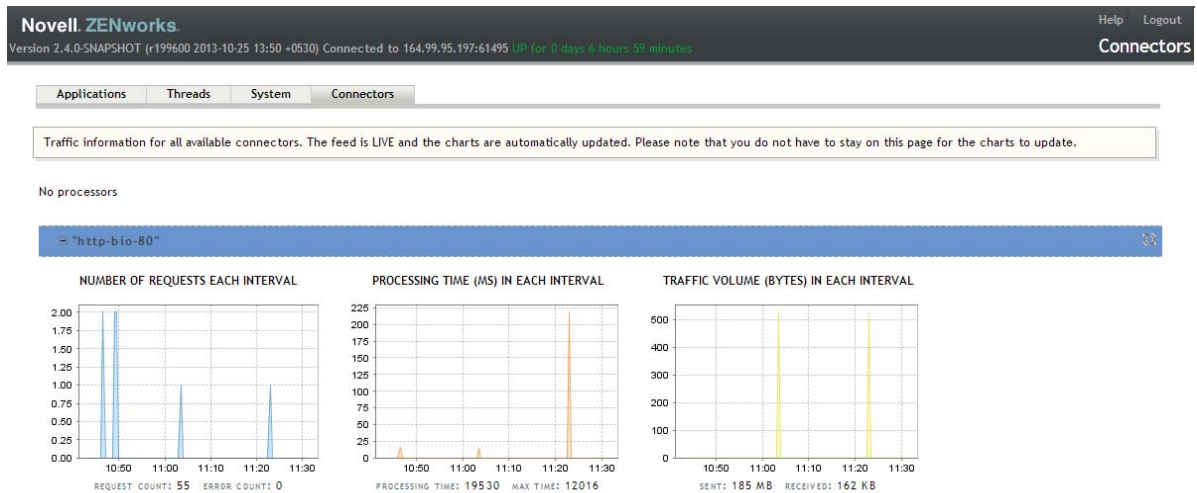 Novell. ZENworks.
Help Logout
Version 2.4.0-SNAPSHOT (r199600 2013-10-25 13:50 +0530) Connected to 164.99.95.197:61495 UP for 0 days 6 hours 59 minutes
Connectors
Applications Threads System Connectors
Traffic information for all available connectors. The feed is LIVE and the charts are automatically updated. Please note that you do not have to stay on this page for the charts to update.
No processors
"http-bio-80"
NUMBER OF REQUESTS EACH INTERVAL
2.00
1.75
1.50
1.25
1.00
0.75
0.50
0.25
0.00
10:50 11:00 11:10 11:20 11:30
REQUEST COUNT: 55 ERROR COUNT: 0
PROCESSING TIME (MS) IN EACH INTERVAL
225
200
175
150
125
100
75
50
25
0
10:50 11:00 11:10 11:20 11:30
PROCESSING TIME: 19530 MAX TIME: 12016
TRAFFIC VOLUME (BYTES) IN EACH INTERVAL
500
400
300
200
100
0
10:50 11:00 11:10 11:20 11:30
SENT: 185 MB RECEIVED: 162 KB